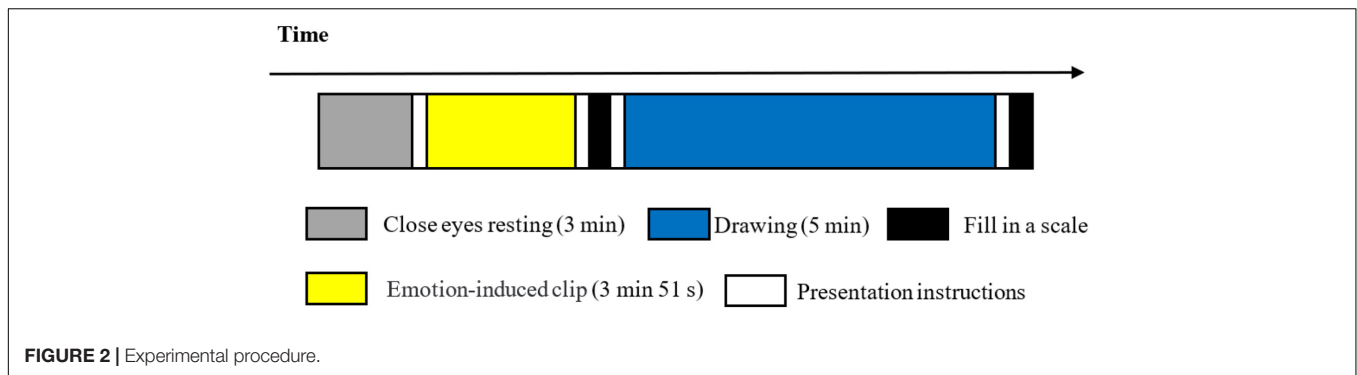 Time
Close eyes resting (3 min) Drawing (5 min) Fill in a scale
Emotion-induced clip (3 min 51 s) Presentation instructions
FIGURE 2 | Experimental procedure.